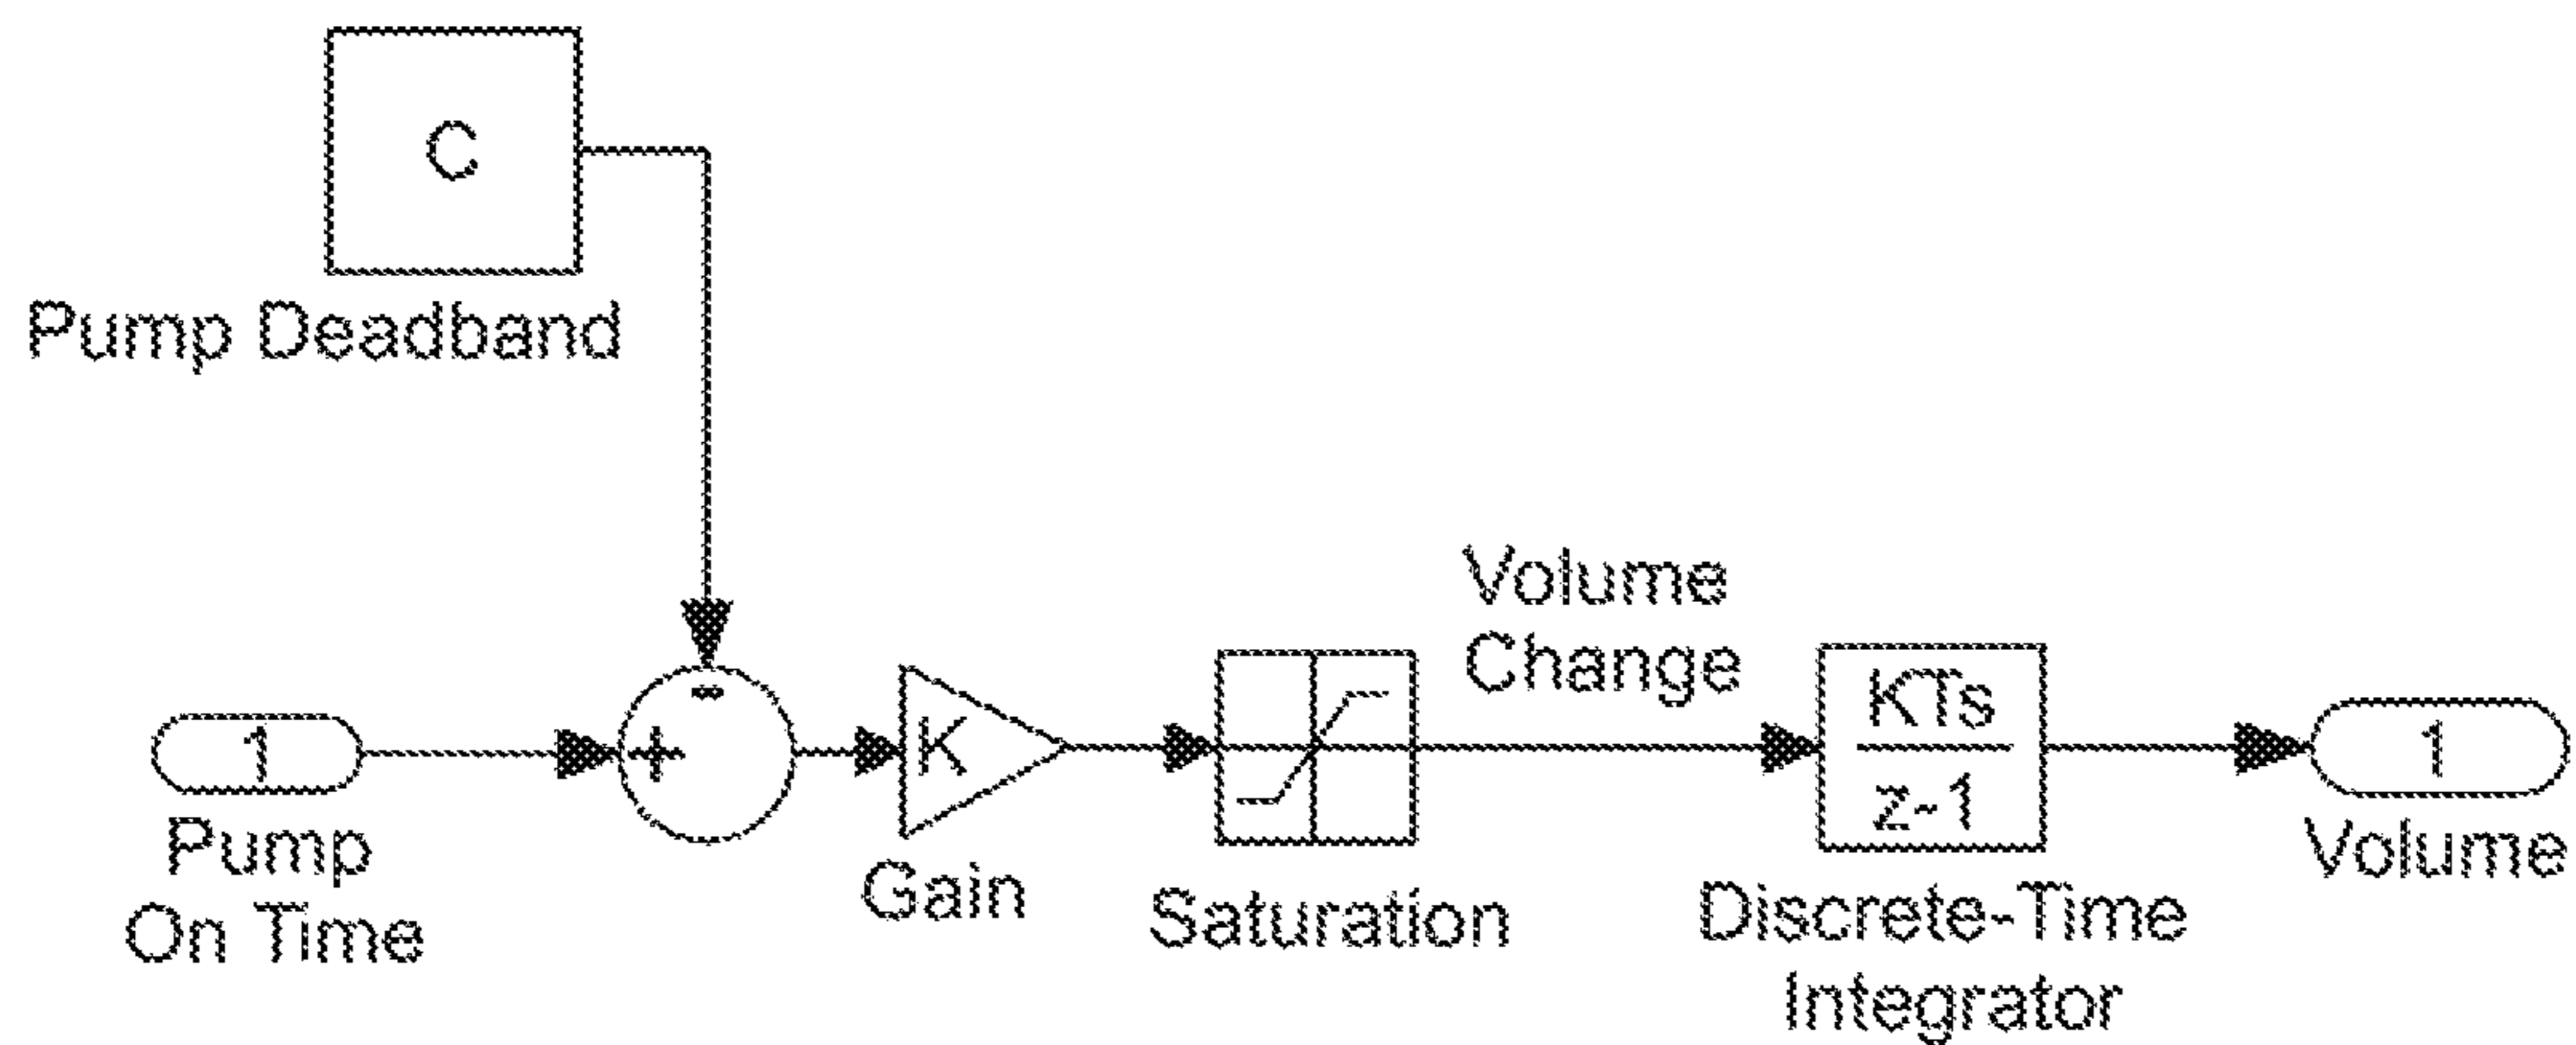 C
Pump Deadband
-
+
1
Pump
On Time
K
Gain
Saturation
Volume
Change
KTs
z-1
Discrete-Time
Integrator
1
Volume